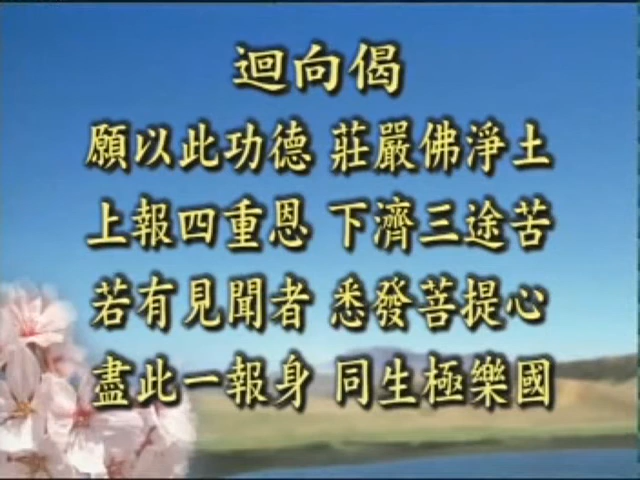 迴向偈
願以此功德 莊嚴佛淨土
上報四重恩 下濟三途苦
若有見聞者 悉發菩提心
盡此一報身 同生極樂國